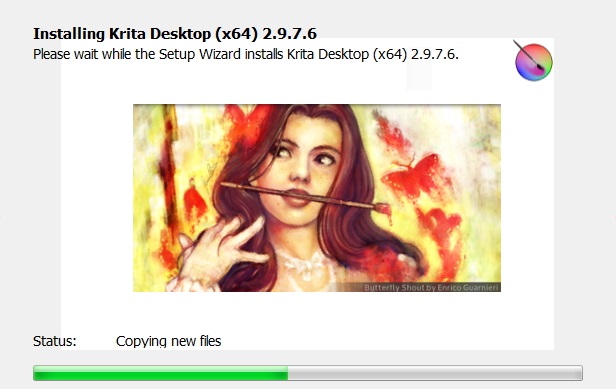 Installing Krita Desktop (x64) 2.9.7.6
Please wait while the Setup Wizard installs Krita Desktop (x64) 2.9.7.6.
Butterfly Shout by Enrico Guarnieri
Status: Copying new files